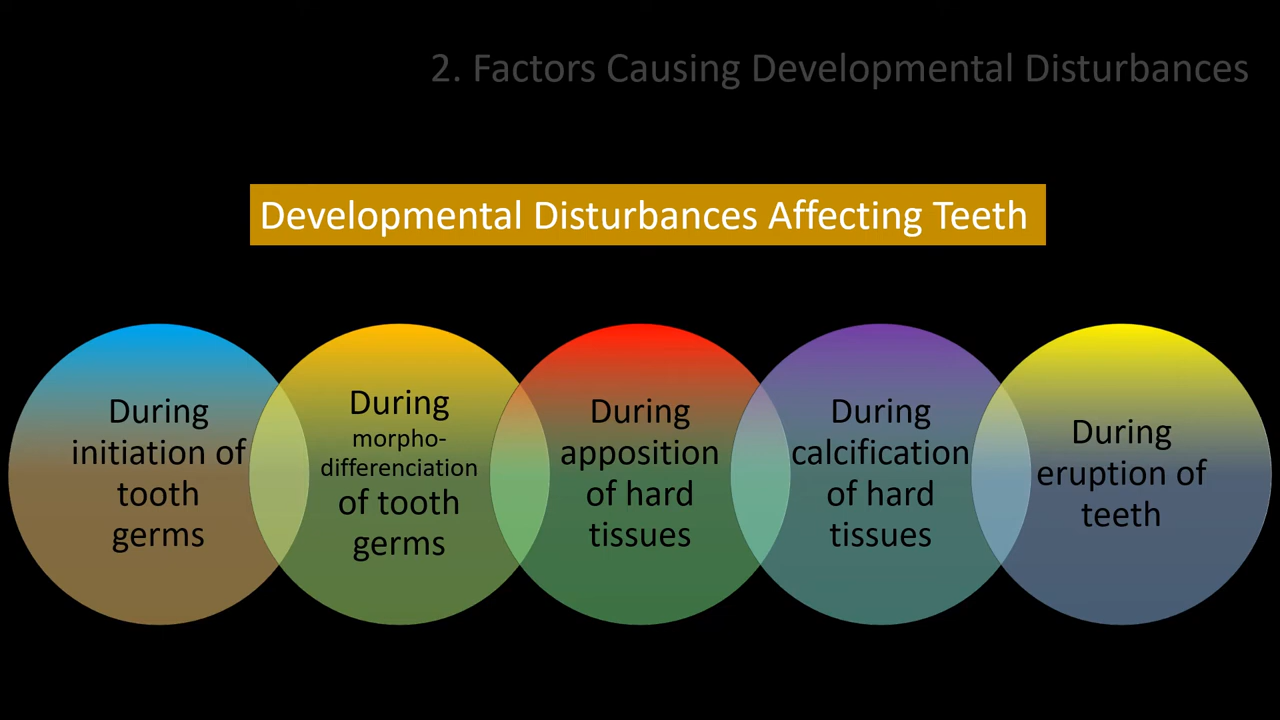 2. Factors Causing Developmental Disturbances
Developmental Disturbances Affecting Teeth
During
initiation of
tooth
germs
During
morpho-
differenciation
of tooth
germs
During
apposition
of hard
tissues
During
calcification
of hard
tissues
During
eruption of
teeth